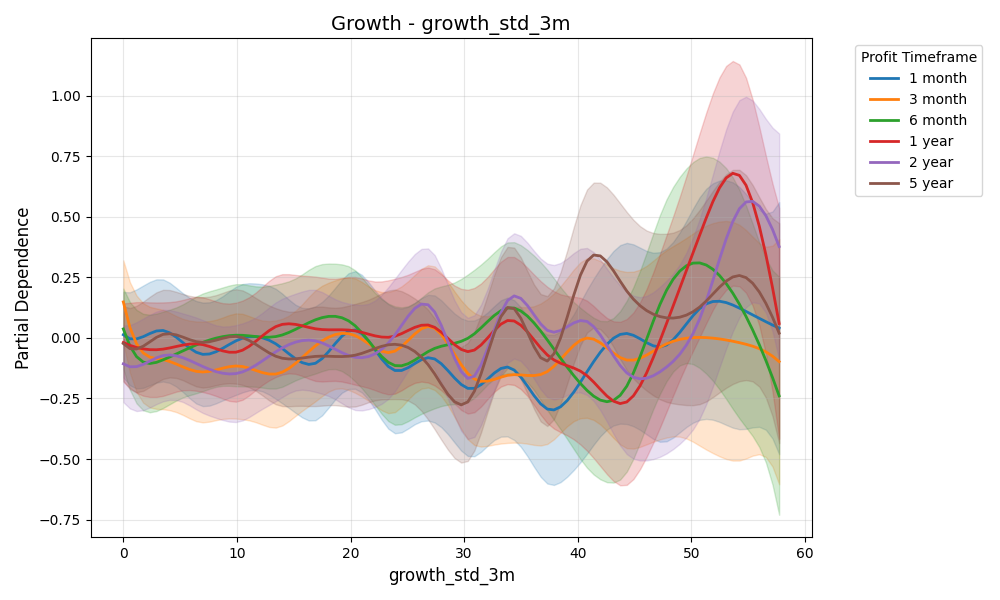 Growth - growth_std_3m
Profit Timeframe
1 month
3 month
6 month
1 year
2 year
5 year
Partial Dependence
1.00
0.75
0.50
0.25
0.00
−0.25
−0.50
−0.75
0 10 20 30 40 50 60
growth_std_3m